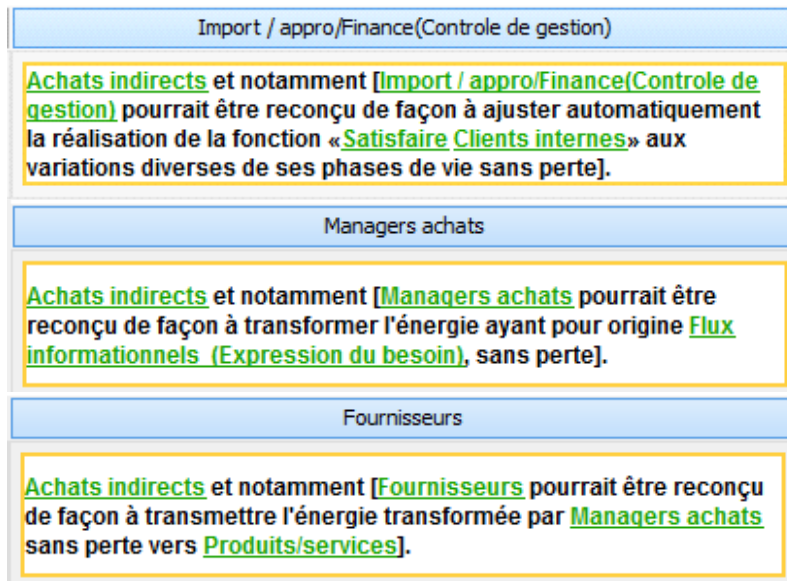 Import / appro/Finance(Controle de gestion)
Achats indirects et notamment [Import / appro/Finance(Controle de
gestion) pourrait être reconçu de façon à ajuster automatiquement
la réalisation de la fonction «Satisfaire Clients internes» aux
variations diverses de ses phases de vie sans perte].
Managers achats
Achats indirects et notamment [Managers achats pourrait être
reconçu de façon à transformer l'énergie ayant pour origine Flux
informationnels  (Expression du besoin), sans perte].
Fournisseurs
Achats indirects et notamment [Fournisseurs pourrait être reconçu
de façon à transmettre l'énergie transformée par Managers achats
sans perte vers Produits/services].